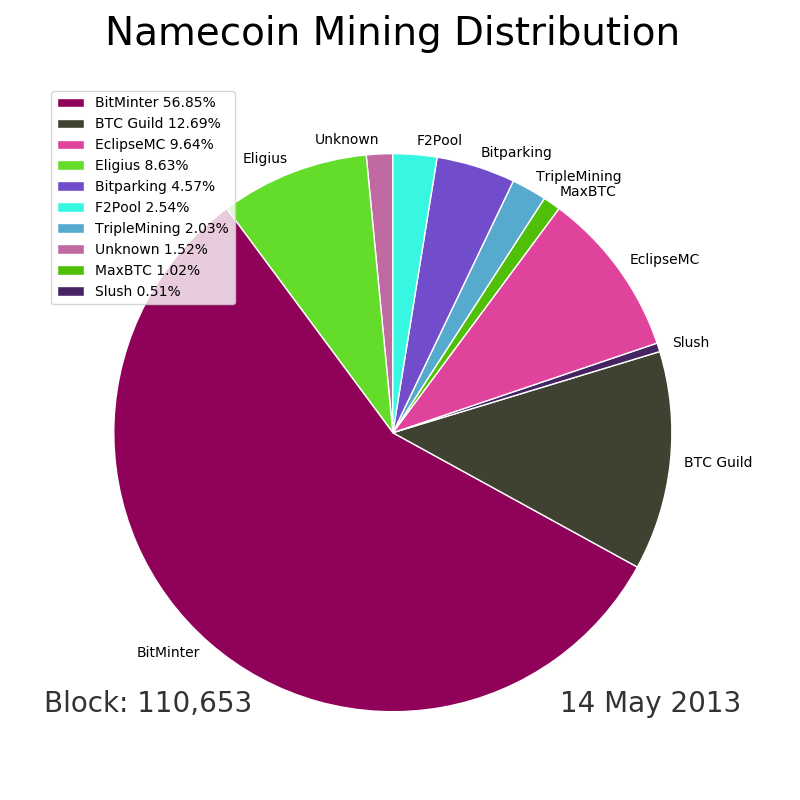 Namecoin Mining Distribution
BitMinter 56.85%
BTC Guild 12.69%
EclipseMC 9.64%
Eligius 8.63%
Bitparking 4.57%
F2Pool 2.54%
TripleMining 2.03%
Unknown 1.52%
MaxBTC 1.02%
Slush 0.51%
Unknown
F2Pool
Eligius
Bitparking
TripleMining
MaxBTC
EclipseMC
Slush
BTC Guild
BitMinter
Block: 110,653
14 May 2013